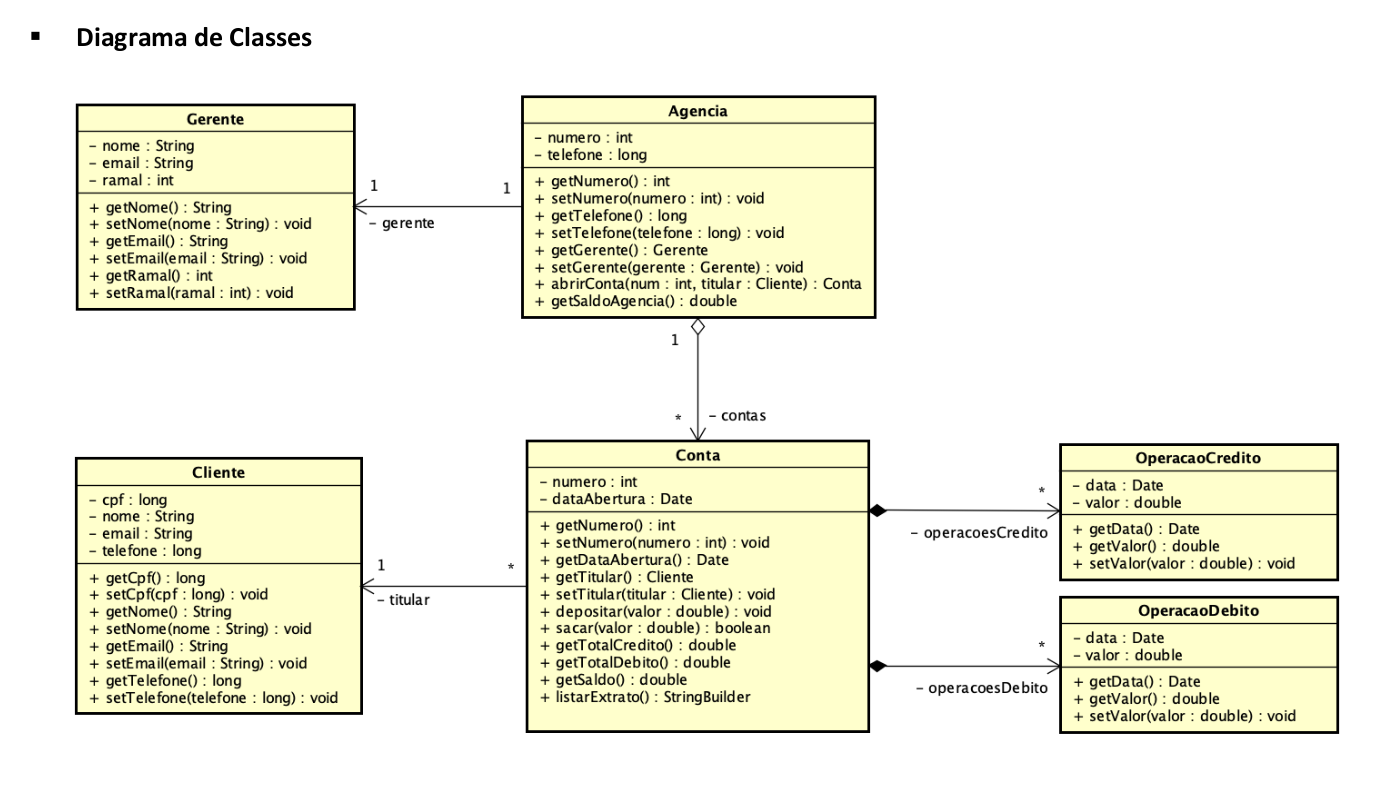 ▪ Diagrama de Classes
Gerente
– nome : String
– email : String
– ramal : int
+ getNome() : String
+ setNome(nome : String) : void
+ getEmail() : String
+ setEmail(email : String) : void
+ getRamal() : int
+ setRamal(ramal : int) : void
1
1
– gerente
Agencia
– numero : int
– telefone : long
+ getNumero() : int
+ setNumero(numero : int) : void
+ getTelefone() : long
+ setTelefone(telefone : long) : void
+ getGerente() : Gerente
+ setGerente(gerente : Gerente) : void
+ abrirConta(num : int, titular : Cliente) : Conta
+ getSaldoAgencia() : double
1
*
– contas
Cliente
– cpf : long
– nome : String
– email : String
– telefone : long
+ getCpf() : long
+ setCpf(cpf : long) : void
+ getNome() : String
+ setNome(nome : String) : void
+ getEmail() : String
+ setEmail(email : String) : void
+ getTelefone() : long
+ setTelefone(telefone : long) : void
1
*
– titular
Conta
– numero : int
– dataAbertura : Date
+ getNumero() : int
+ setNumero(numero : int) : void
+ getDataAbertura() : Date
+ getTitular() : Cliente
+ setTitular(titular : Cliente) : void
+ depositar(valor : double) : void
+ sacar(valor : double) : boolean
+ getTotalCredito() : double
+ getTotalDebito() : double
+ getSaldo() : double
+ listarExtrato() : StringBuilder
*
– operacoesCredito
OperacaoCredito
– data : Date
– valor : double
+ getData() : Date
+ getValor() : double
+ setValor(valor : double) : void
*
– operacoesDebito
OperacaoDebito
– data : Date
– valor : double
+ getData() : Date
+ getValor() : double
+ setValor(valor : double) : void